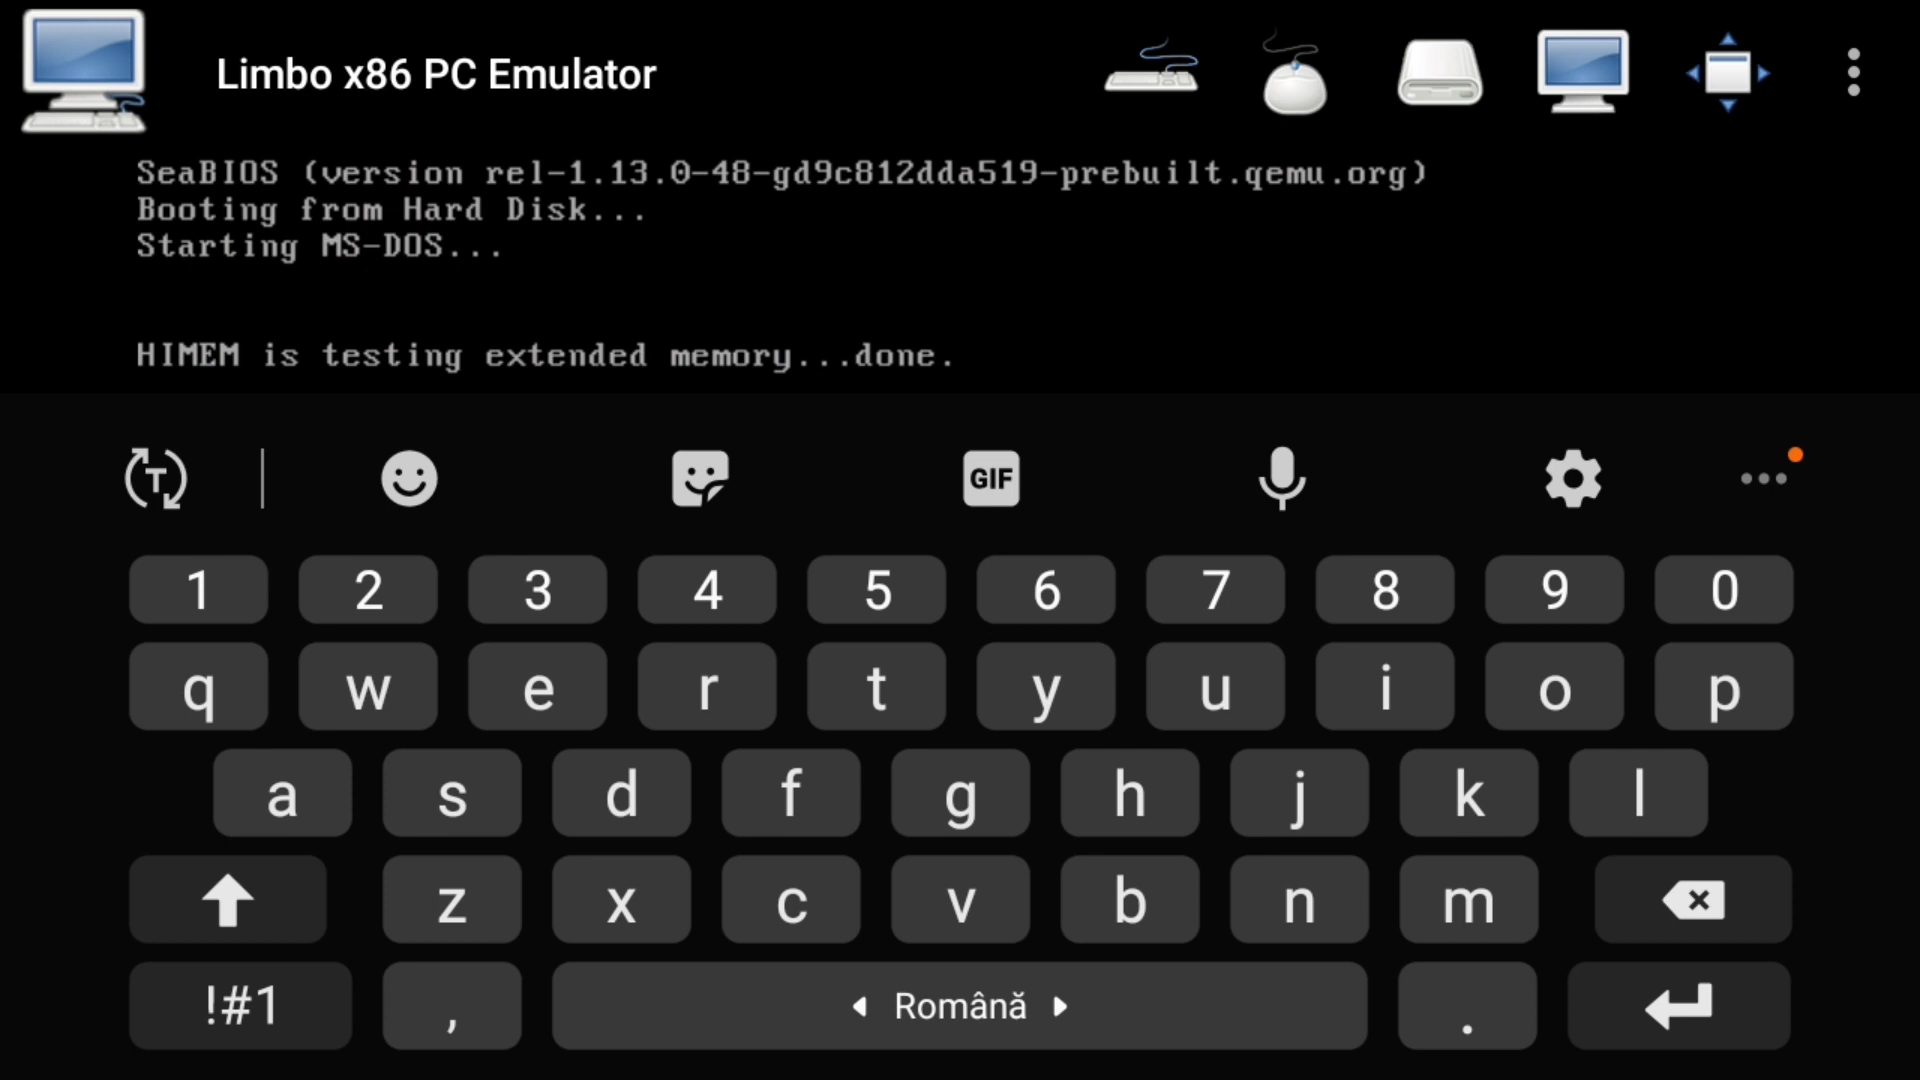 Limbo x86 PC Emulator
SeaBIOS (version rel-1.13.0-48-gd9c812dda519-prebuilt.qemu.org)
Booting from Hard Disk...
Starting MS-DOS...
HIMEM is testing extended memory...done.
T GIF
1 2 3 4 5 6 7 8 9 0
q w e r t y u i o p
a s d f g h j k l
z x c v b n m
!#1 , Română .